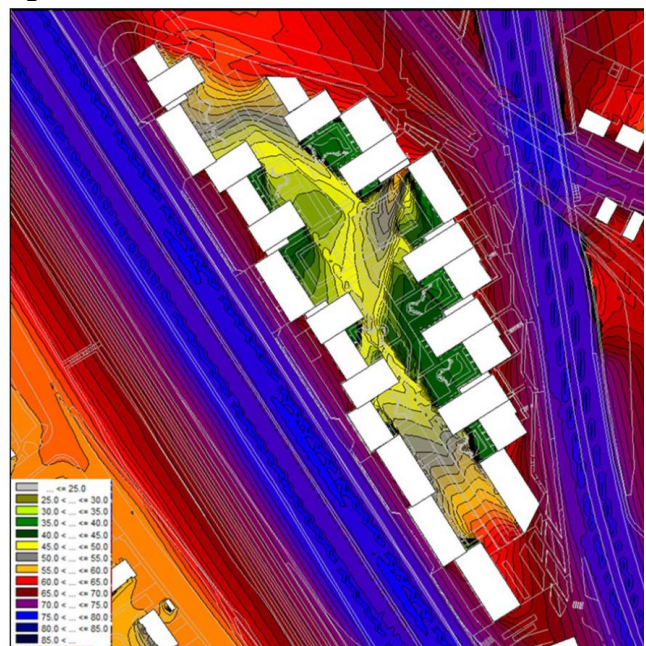 ... <= 25.0
25.0 < ... <= 30.0
30.0 < ... <= 35.0
35.0 < ... <= 40.0
40.0 < ... <= 45.0
45.0 < ... <= 50.0
50.0 < ... <= 55.0
55.0 < ... <= 60.0
60.0 < ... <= 65.0
65.0 < ... <= 70.0
70.0 < ... <= 75.0
75.0 < ... <= 80.0
80.0 < ... <= 85.0
85.0 < ...